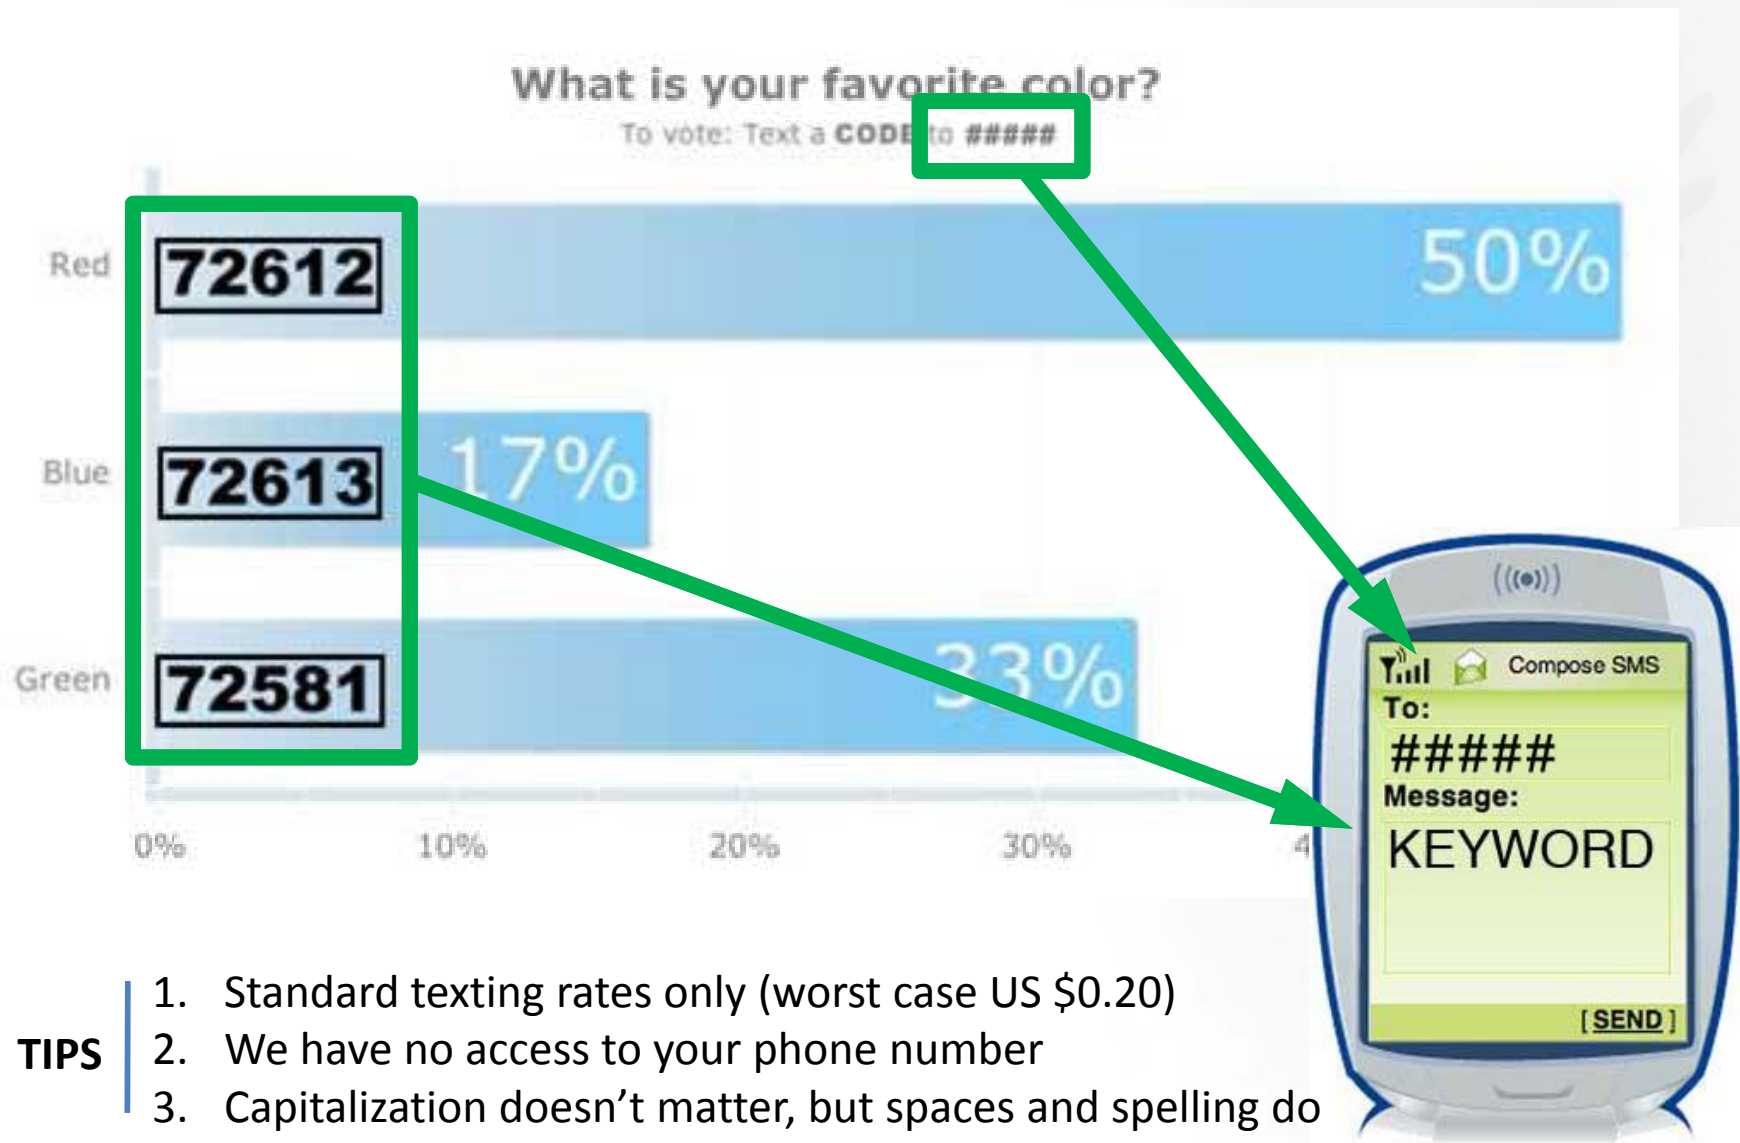 What is your favorite color?
To vote: Text a CODE to #####
Red 72612 50%
Blue 72613 17%
Green 72581 33%
0% 10% 20% 30% 4
Compose SMS
To:
#####
Message:
KEYWORD
[ SEND ]
TIPS
1. Standard texting rates only (worst case US $0.20)
2. We have no access to your phone number
3. Capitalization doesn’t matter, but spaces and spelling do